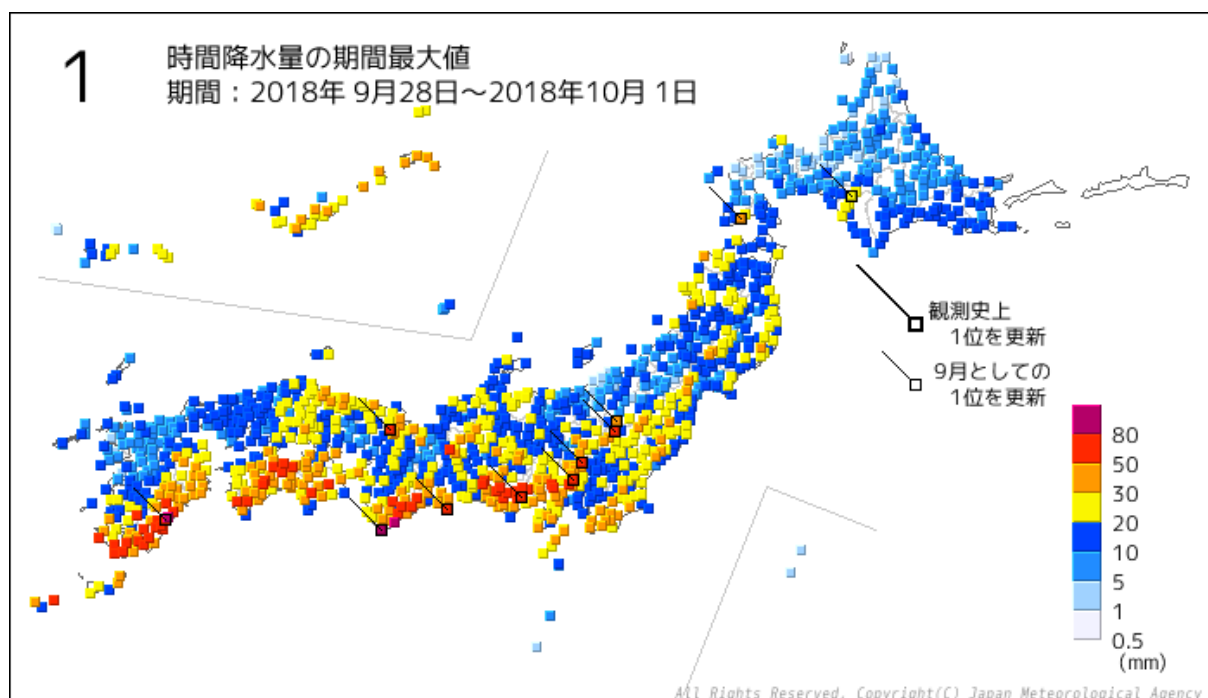 1
時間降水量の期間最大値
期間：2018年 9月28日～2018年10月 1日
観測史上
1位を更新
9月としての
1位を更新
80
50
30
20
10
5
1
0.5
(mm)
All Rights Reserved. Copyright(C) Japan Meteorological Agency